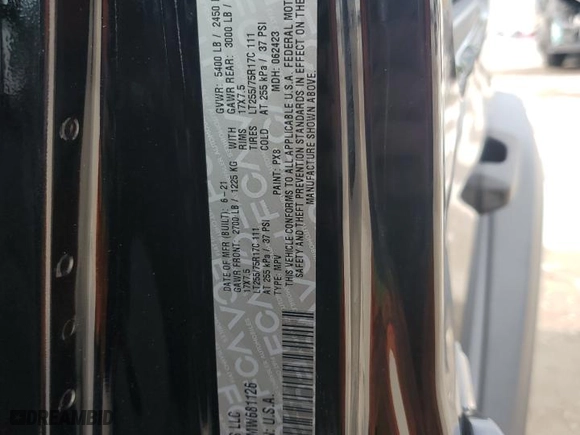 S LLC
DATE OF MFR (BUILT): 6-21
GVWR: 5400 LB / 2450
GAWR FRONT: 2700 LB / 1225 KG WITH
GAWR REAR: 3000 LB /
17X7.5 RIMS 17X7.5
LT255/75R17C 111 TIRES LT255/75R17C 111
AT 255 kPa / 37 PSI COLD AT 255 kPa / 37 PSI
TYPE: MPV PAINT: PX8 MDH: 062423
THIS VEHICLE CONFORMS TO ALL APPLICABLE U.S.A. FEDERAL MOT
SAFETY AND THEFT PREVENTION STANDARDS IN EFFECT ON THE
MANUFACTURE SHOWN ABOVE.
MW681126
: U.S.A.
DREAMBID